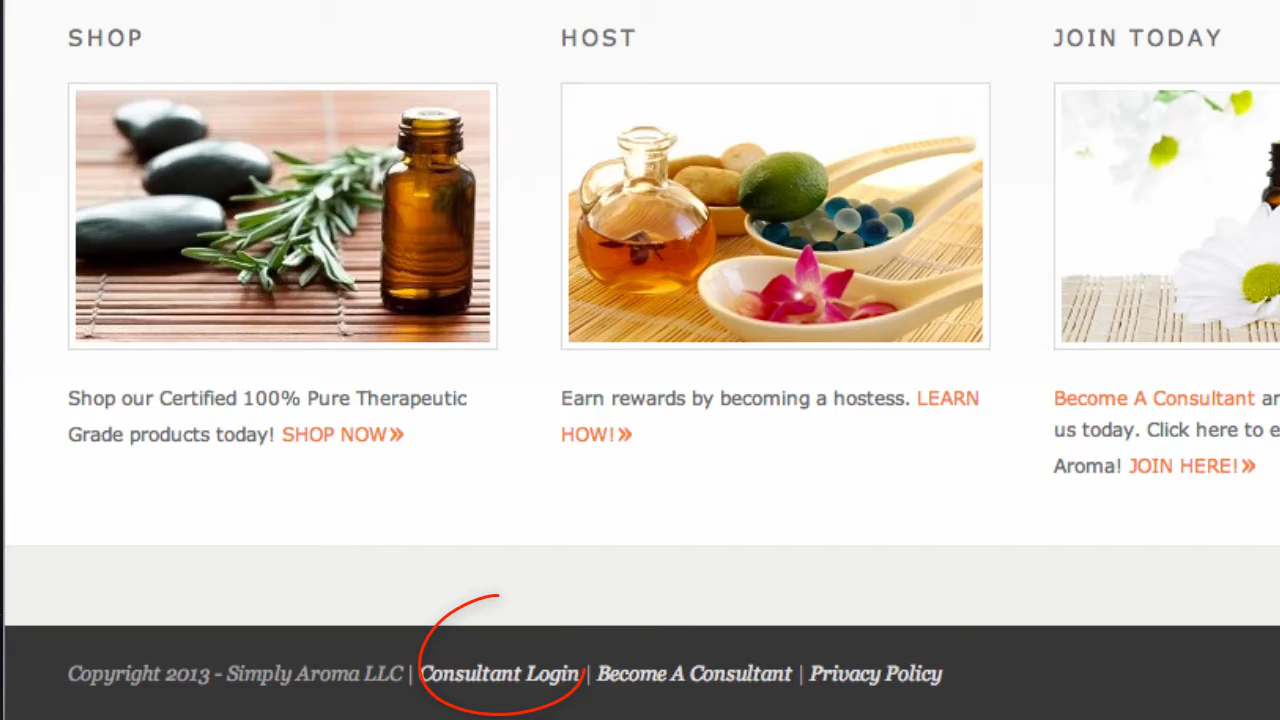 SHOP
Shop our Certified 100% Pure Therapeutic
Grade products today! SHOP NOW»
HOST
Earn rewards by becoming a hostess. LEARN
HOW!»
JOIN TODAY
Become A Consultant
us today. Click here to
Aroma! JOIN HERE!»
Copyright 2013 - Simply Aroma LLC | Consultant Login | Become A Consultant | Privacy Policy